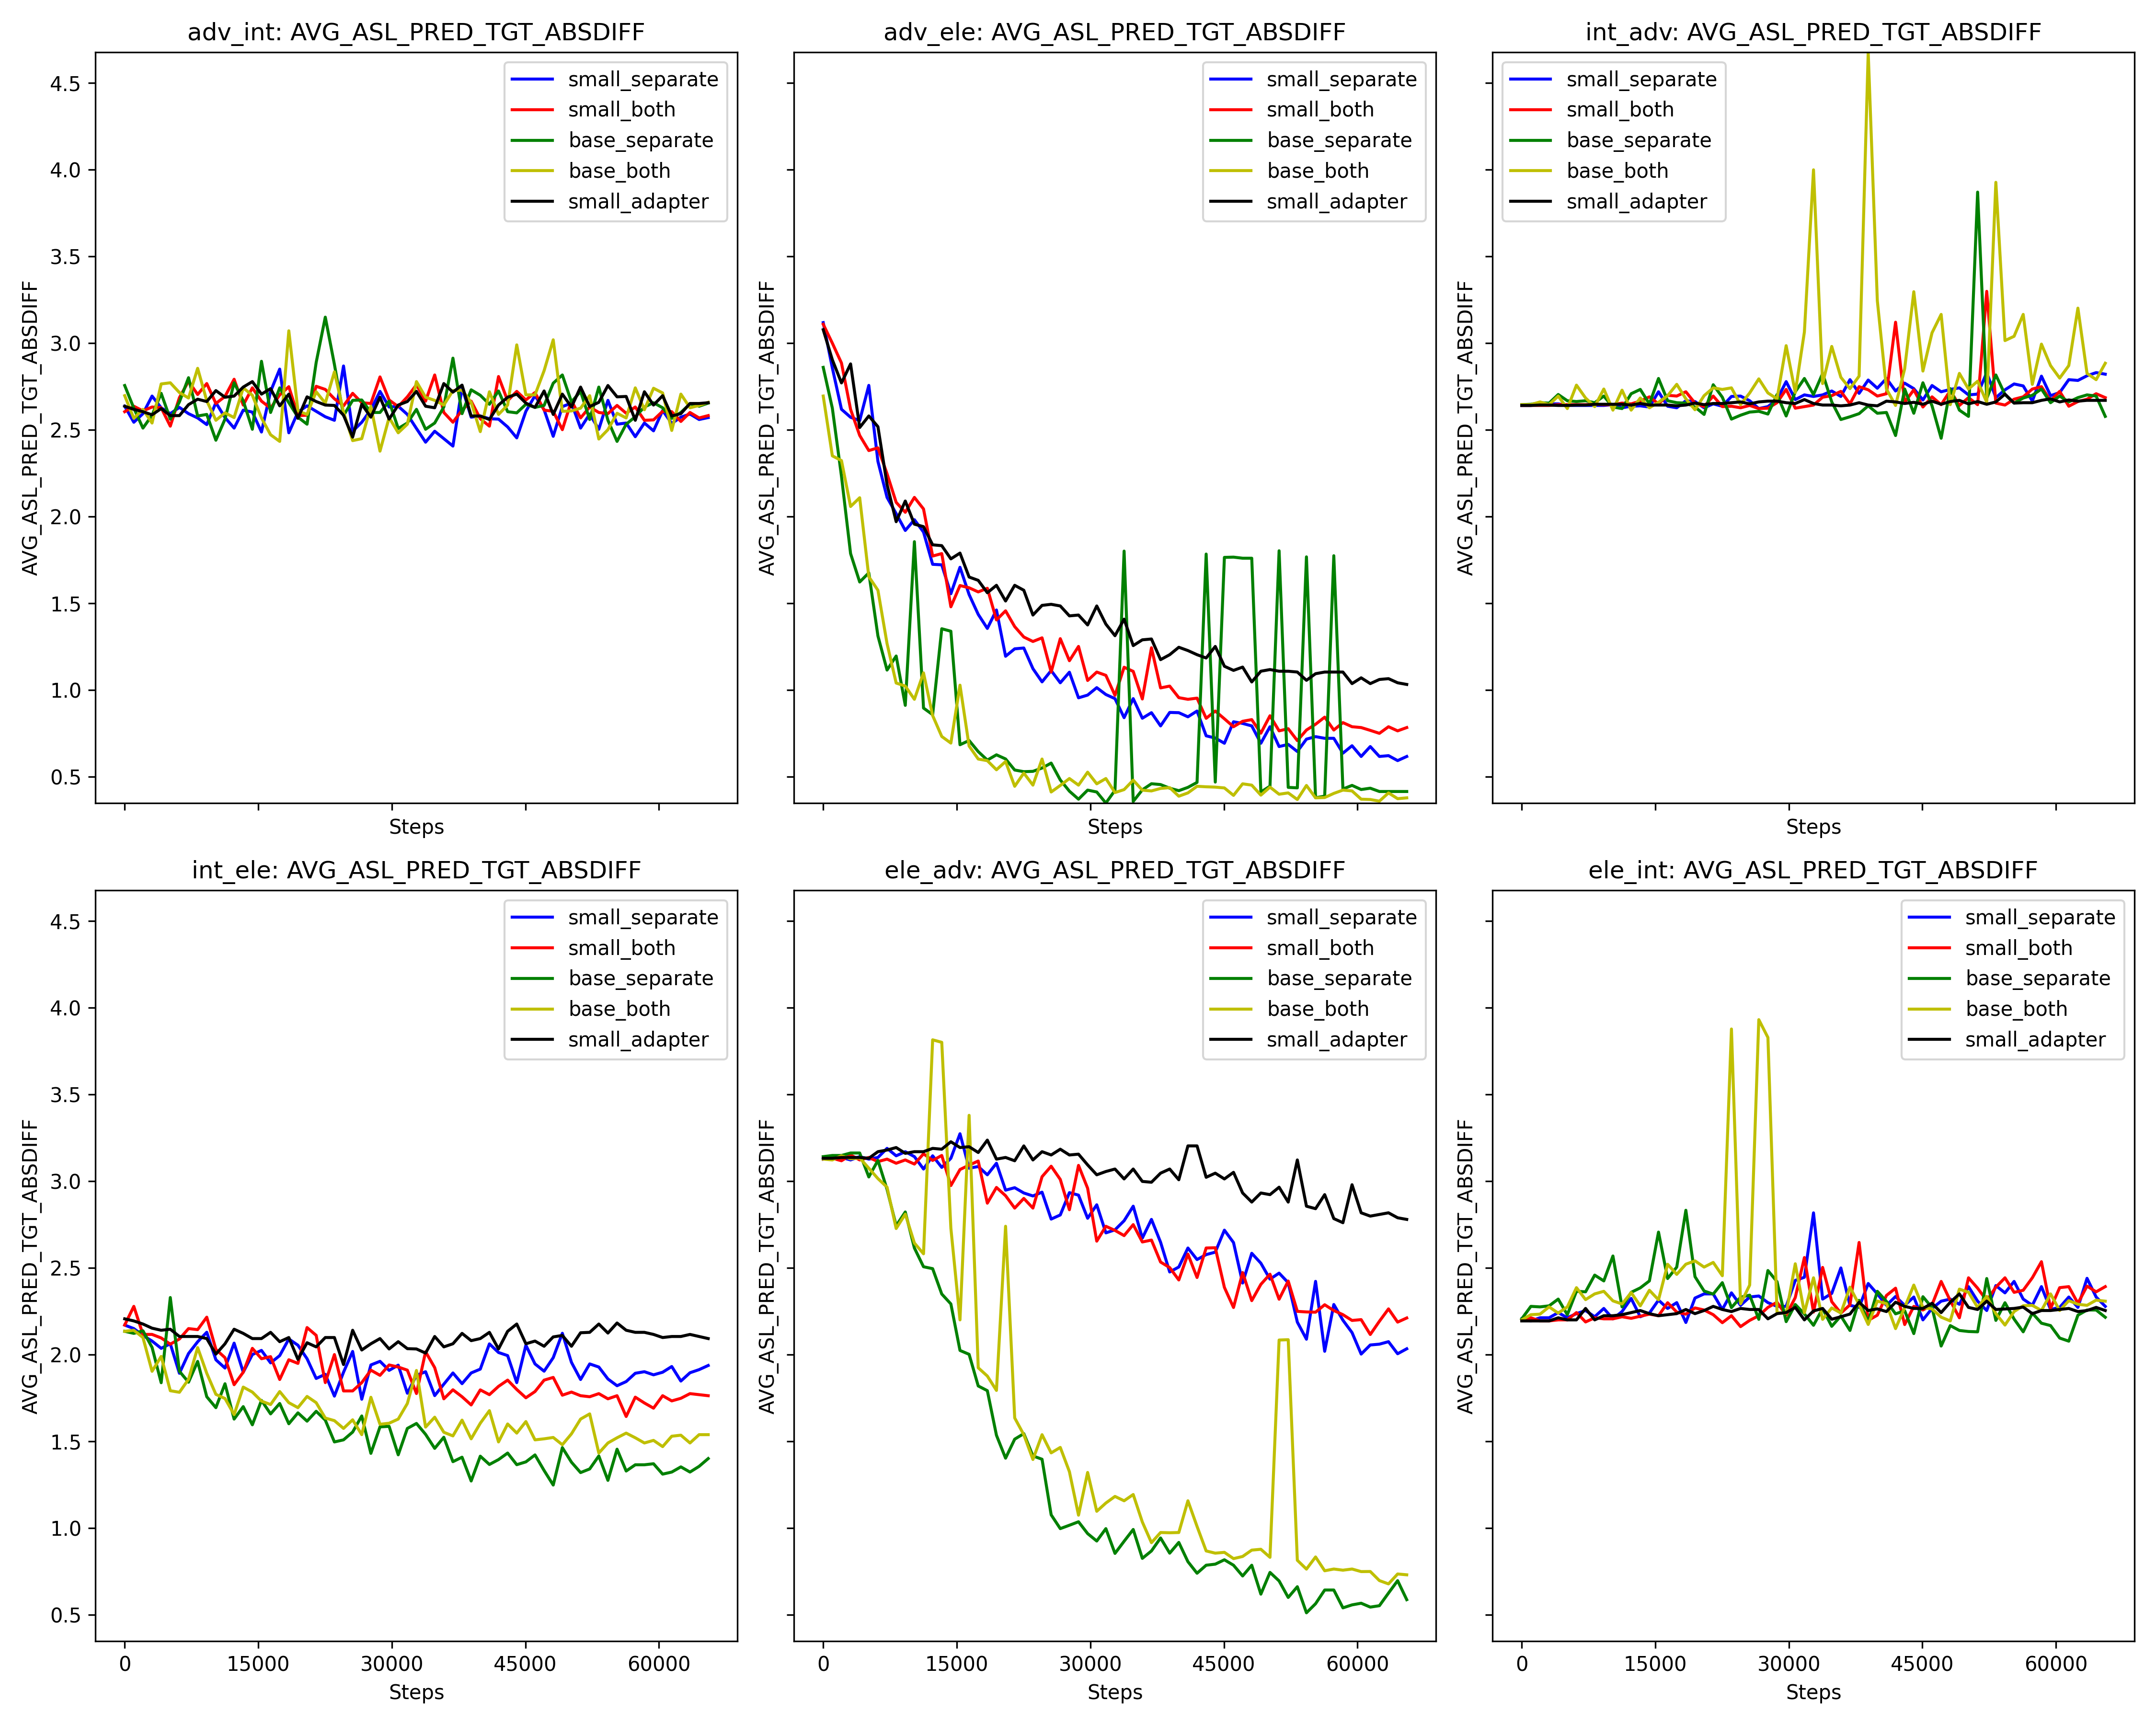 adv_int: AVG_ASL_PRED_TGT_ABSDIFF
AVG_ASL_PRED_TGT_ABSDIFF
4.5
4.0
3.5
3.0
2.5
2.0
1.5
1.0
0.5
small_separate
small_both
base_separate
base_both
small_adapter
Steps
adv_ele: AVG_ASL_PRED_TGT_ABSDIFF
AVG_ASL_PRED_TGT_ABSDIFF
small_separate
small_both
base_separate
base_both
small_adapter
Steps
int_adv: AVG_ASL_PRED_TGT_ABSDIFF
AVG_ASL_PRED_TGT_ABSDIFF
small_separate
small_both
base_separate
base_both
small_adapter
Steps
int_ele: AVG_ASL_PRED_TGT_ABSDIFF
AVG_ASL_PRED_TGT_ABSDIFF
4.5
4.0
3.5
3.0
2.5
2.0
1.5
1.0
0.5
small_separate
small_both
base_separate
base_both
small_adapter
0 15000 30000 45000 60000
Steps
ele_adv: AVG_ASL_PRED_TGT_ABSDIFF
AVG_ASL_PRED_TGT_ABSDIFF
small_separate
small_both
base_separate
base_both
small_adapter
0 15000 30000 45000 60000
Steps
ele_int: AVG_ASL_PRED_TGT_ABSDIFF
AVG_ASL_PRED_TGT_ABSDIFF
small_separate
small_both
base_separate
base_both
small_adapter
0 15000 30000 45000 60000
Steps